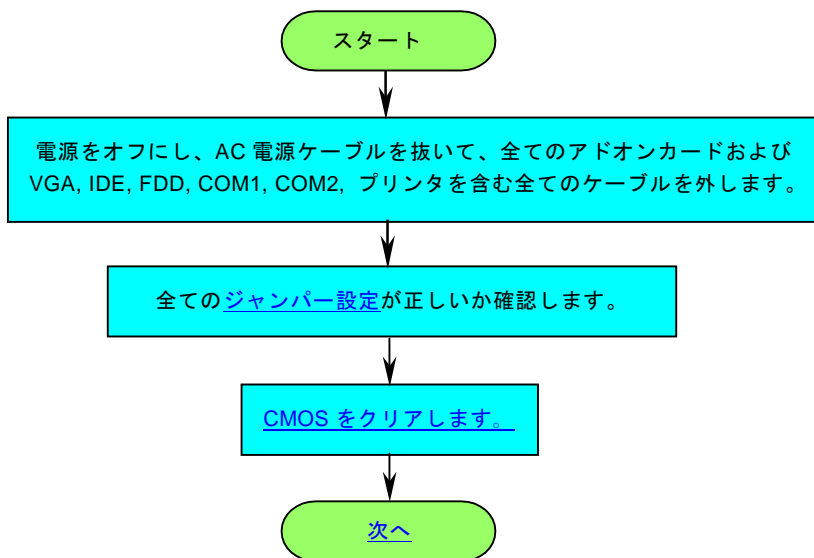 スタート
電源をオフにし、AC 電源ケーブルを抜いて、全てのアドオンカードおよび
VGA, IDE, FDD, COM1, COM2, プリンタを含む全てのケーブルを外します。
全てのジャンパー設定が正しいか確認します。
CMOS をクリアします。
次へ